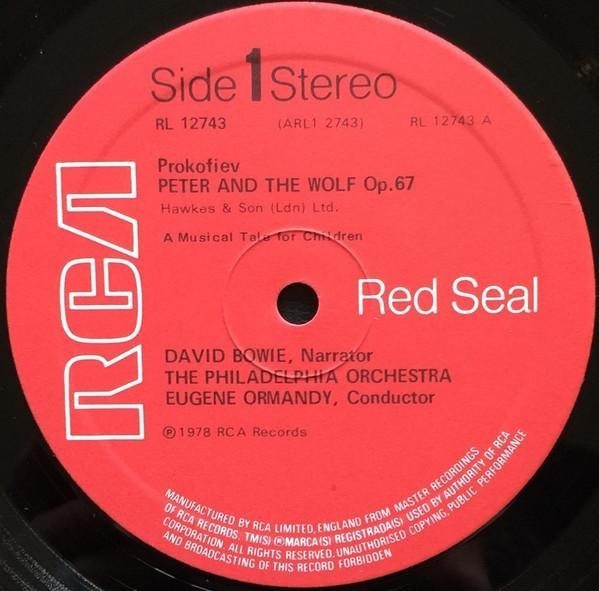 Side 1 Stereo
RL 12743 (ARL1 2743) RL 12743 A
Prokofiev
PETER AND THE WOLF Op.67
Hawkes & Son (Ldn) Ltd.
A Musical Tale for Children
RCA
Red Seal
DAVID BOWIE, Narrator
THE PHILADELPHIA ORCHESTRA
EUGENE ORMANDY, Conductor
℗1978 RCA Records
MANUFACTURED BY RCA LIMITED, ENGLAND FROM MASTER RECORDINGS
OF RCA RECORDS. TM(S) ® MARCA(S) REGISTRADA(S) USED BY AUTHORITY OF RCA
CORPORATION. ALL RIGHTS RESERVED. UNAUTHORISED COPYING, PUBLIC PERFORMANCE
AND BROADCASTING OF THIS RECORD FORBIDDEN